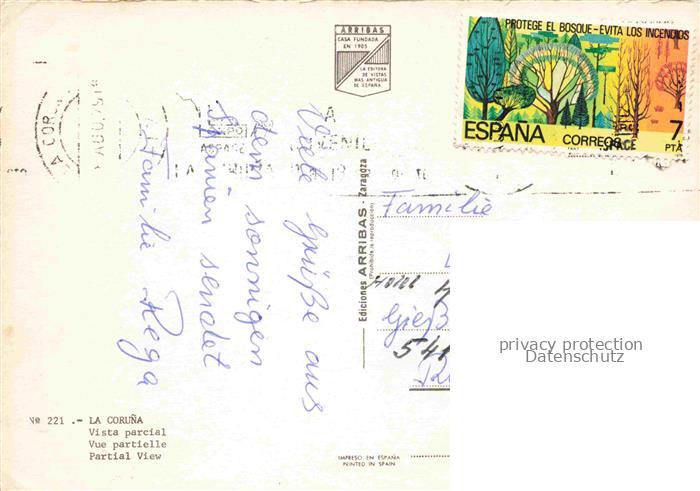 ARRIBAS
CASA FUNDADA
EN 1905
LA EDITORA
DE VISTAS
MAS ANTIGUA
DE ESPAÑA
PROTEGE EL BOSQUE-EVITA LOS INCENDIOS
ESPAÑA
CORREOS
7
PTA
Viele Grüße aus
dem sonnigen
Spanien sendet
Familie Rega
Ediciones ARRIBAS - Zaragoza
(Prohibida la reproducción)
Familie
Gieß
541
privacy protection
Datenschutz
Nº 221 .- LA CORUÑA
Vista parcial
Vue partielle
Partial View
IMPRESO EN ESPAÑA
PRINTED IN SPAIN